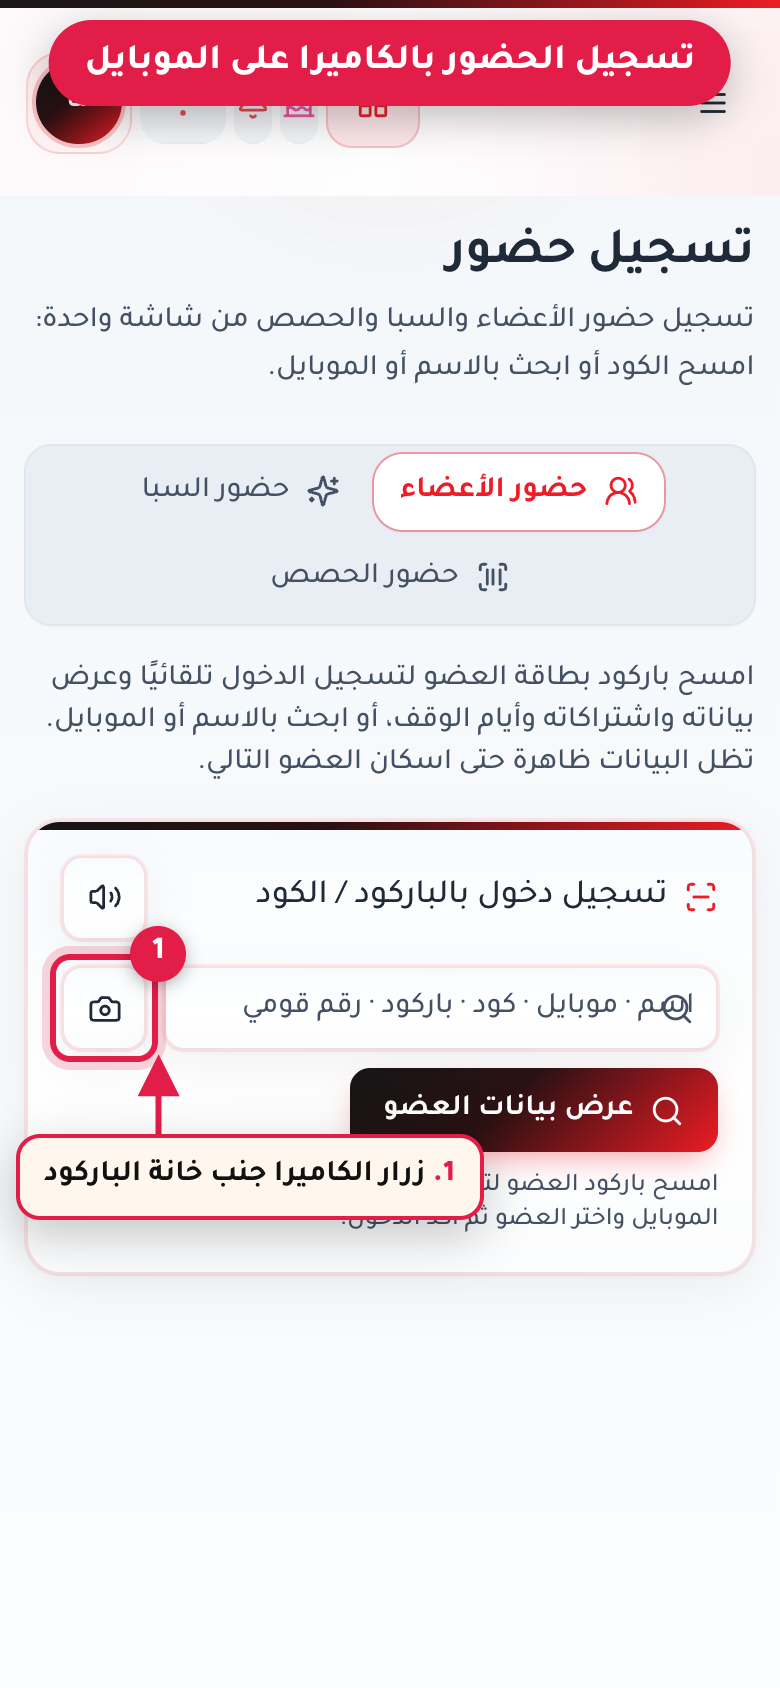 تسجيل الحضور بالكاميرا على الموبايل
تسجيل حضور
تسجيل حضور الأعضاء والسبا والحصص من شاشة واحدة:
امسح الكود أو ابحث بالاسم أو الموبايل.
حضور الأعضاء
حضور السبا
حضور الحصص
امسح باركود بطاقة العضو لتسجيل الدخول تلقائيًا وعرض
بياناته واشتراكاته وأيام الوقف، أو ابحث بالاسم أو الموبايل.
تظل البيانات ظاهرة حتى اسكان العضو التالي.
تسجيل دخول بالباركود / الكود
1
اسم · موبايل · كود · باركود · رقم قومي
عرض بيانات العضو
1. زرار الكاميرا جنب خانة الباركود
امسح باركود العضو
الموبايل واختر العضو ثم أكد الدخول.